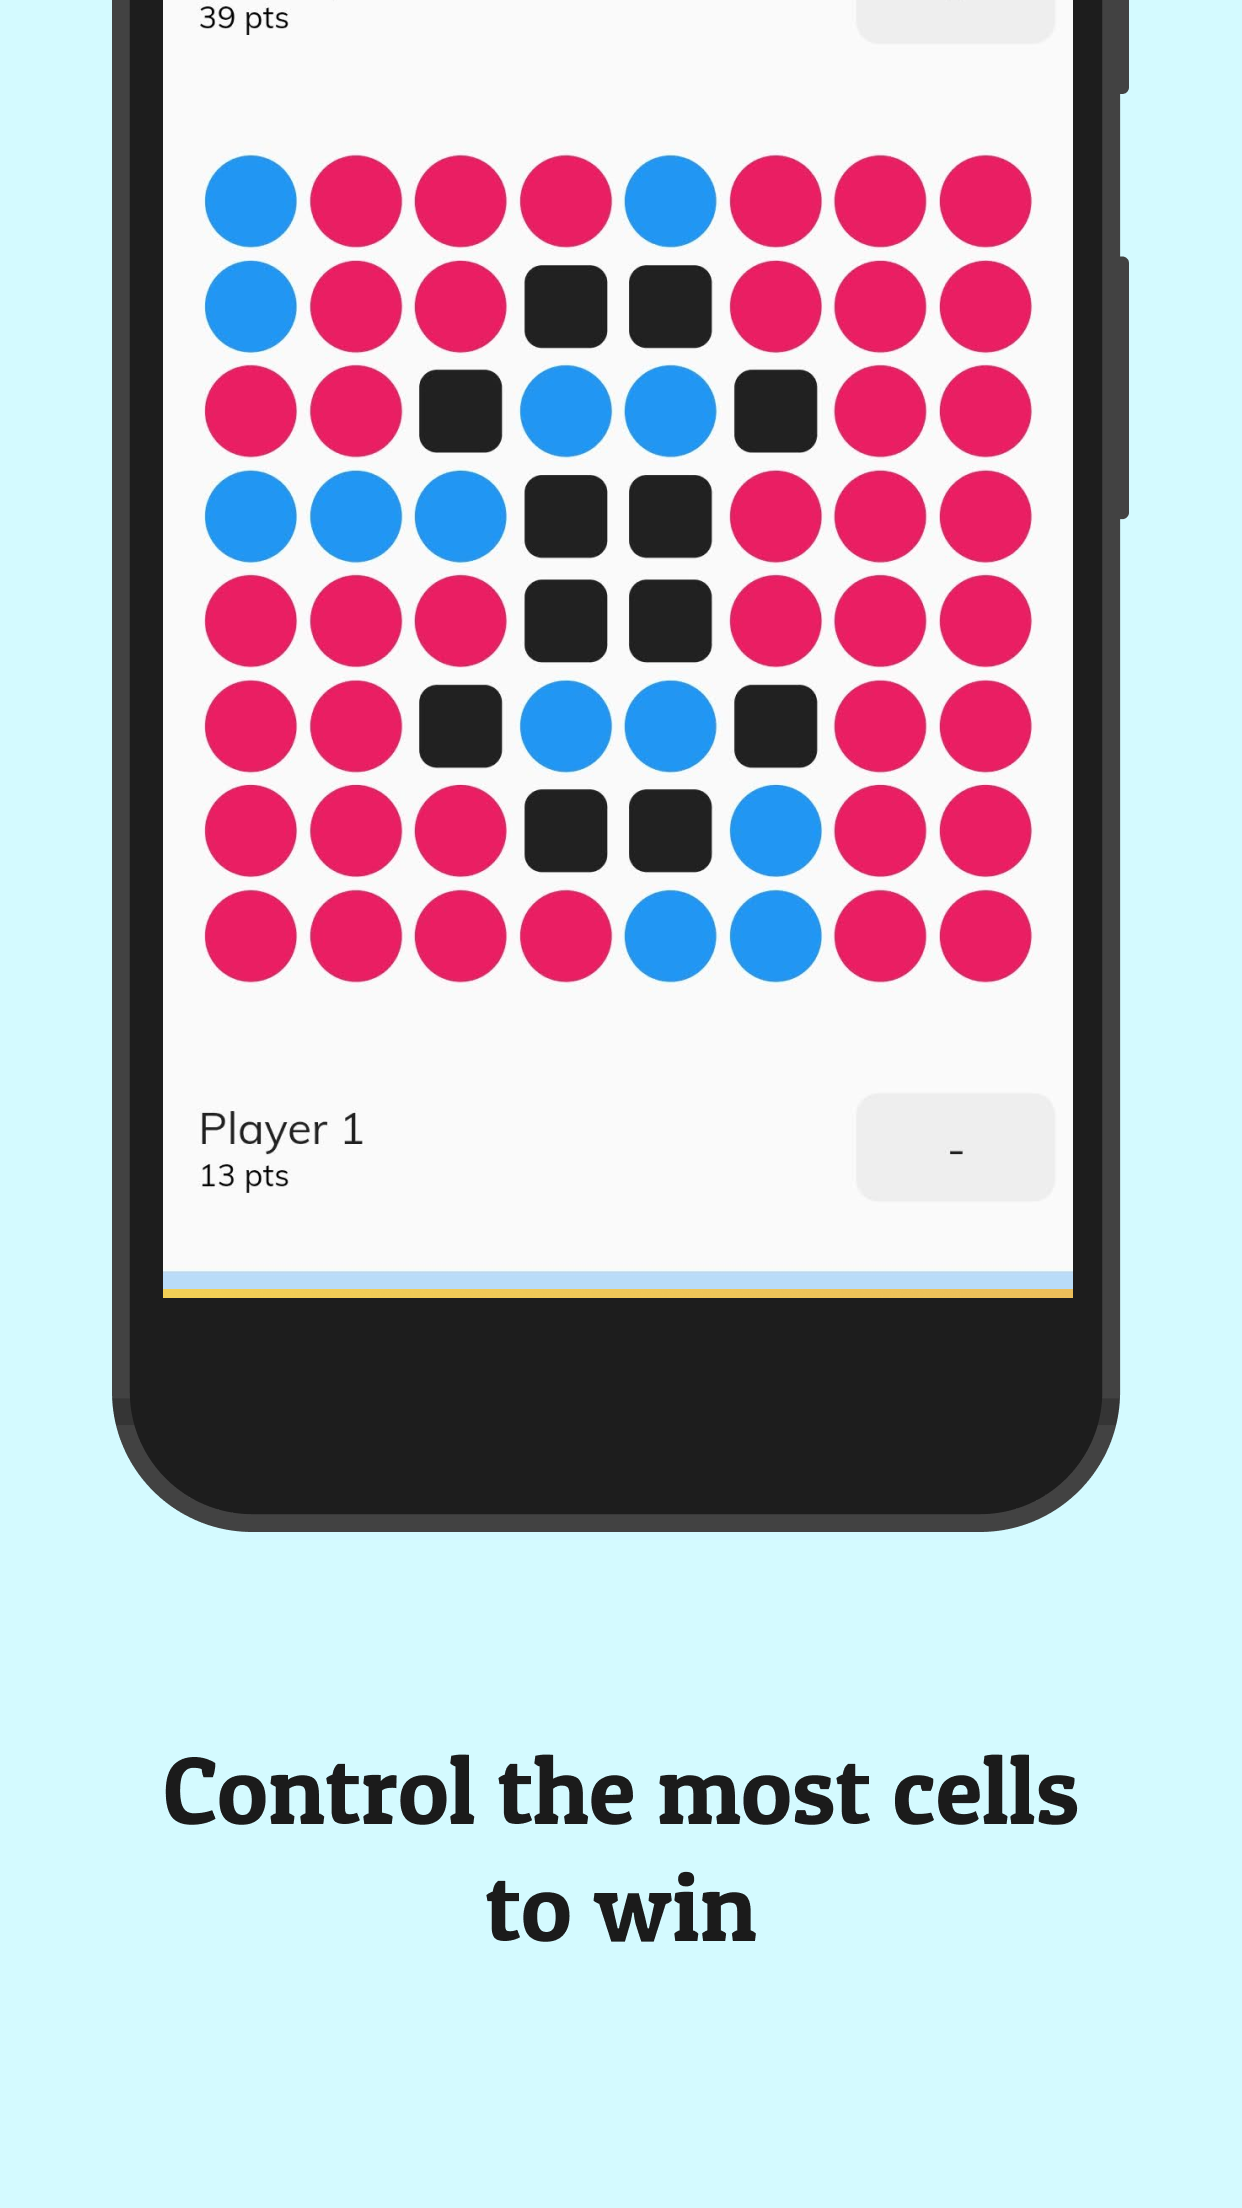 39 pts
Player 1
13 pts
-
Control the most cells
to win